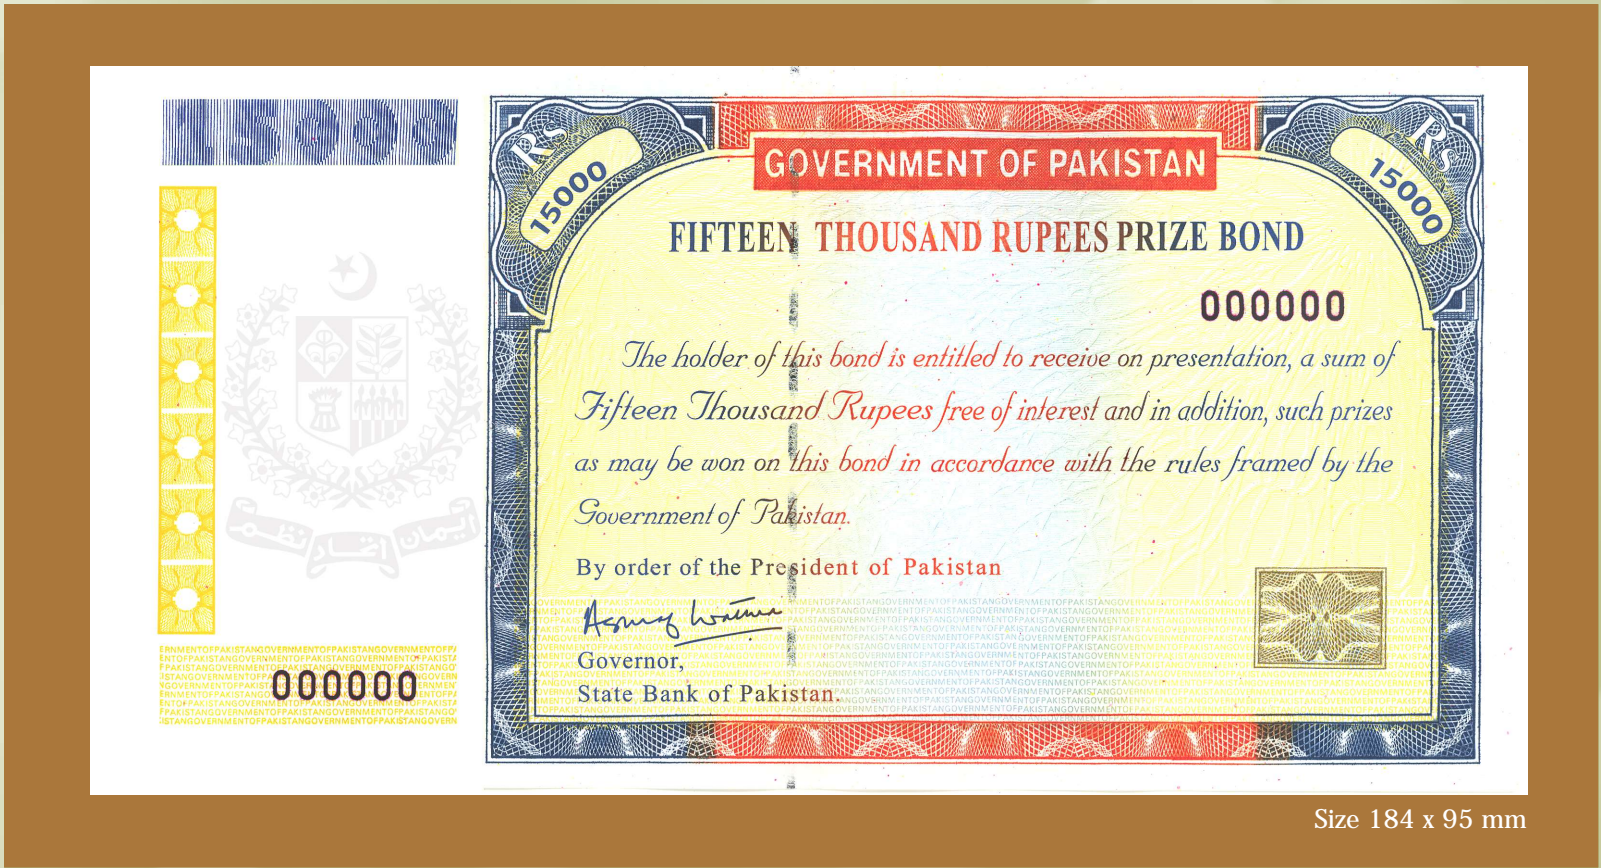 15000
Rs
15000
Rs
15000
GOVERNMENT OF PAKISTAN
FIFTEEN THOUSAND RUPEES PRIZE BOND
000000
The holder of this bond is entitled to receive on presentation, a sum of
Fifteen Thousand Rupees free of interest and in addition, such prizes
as may be won on this bond in accordance with the rules framed by the
Government of Pakistan.
By order of the President of Pakistan
Governor,
State Bank of Pakistan.
ایمان اتحاد نظم
000000
Size 184 x 95 mm